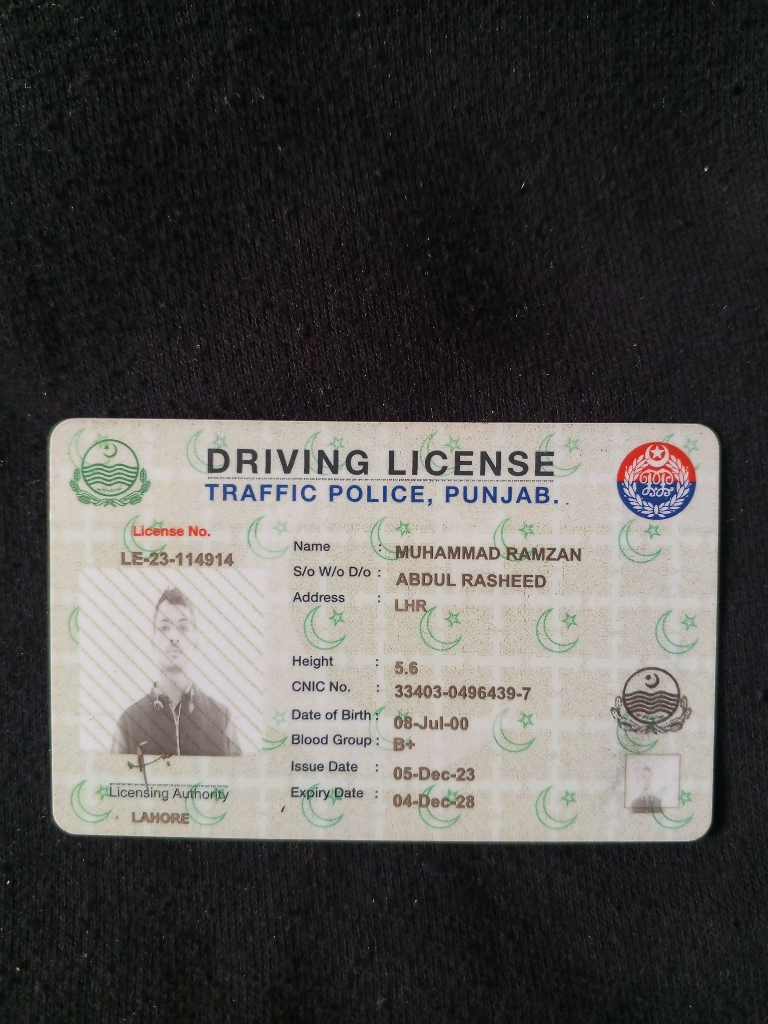 DRIVING LICENSE
TRAFFIC POLICE, PUNJAB.
License No.
LE-23-114914
Name : MUHAMMAD RAMZAN
S/o W/o D/o : ABDUL RASHEED
Address : LHR
Height : 5.6
CNIC No. : 33403-0496439-7
Date of Birth : 08-Jul-00
Blood Group : B+
Issue Date : 05-Dec-23
Expiry Date : 04-Dec-28
Licensing Authority
LAHORE